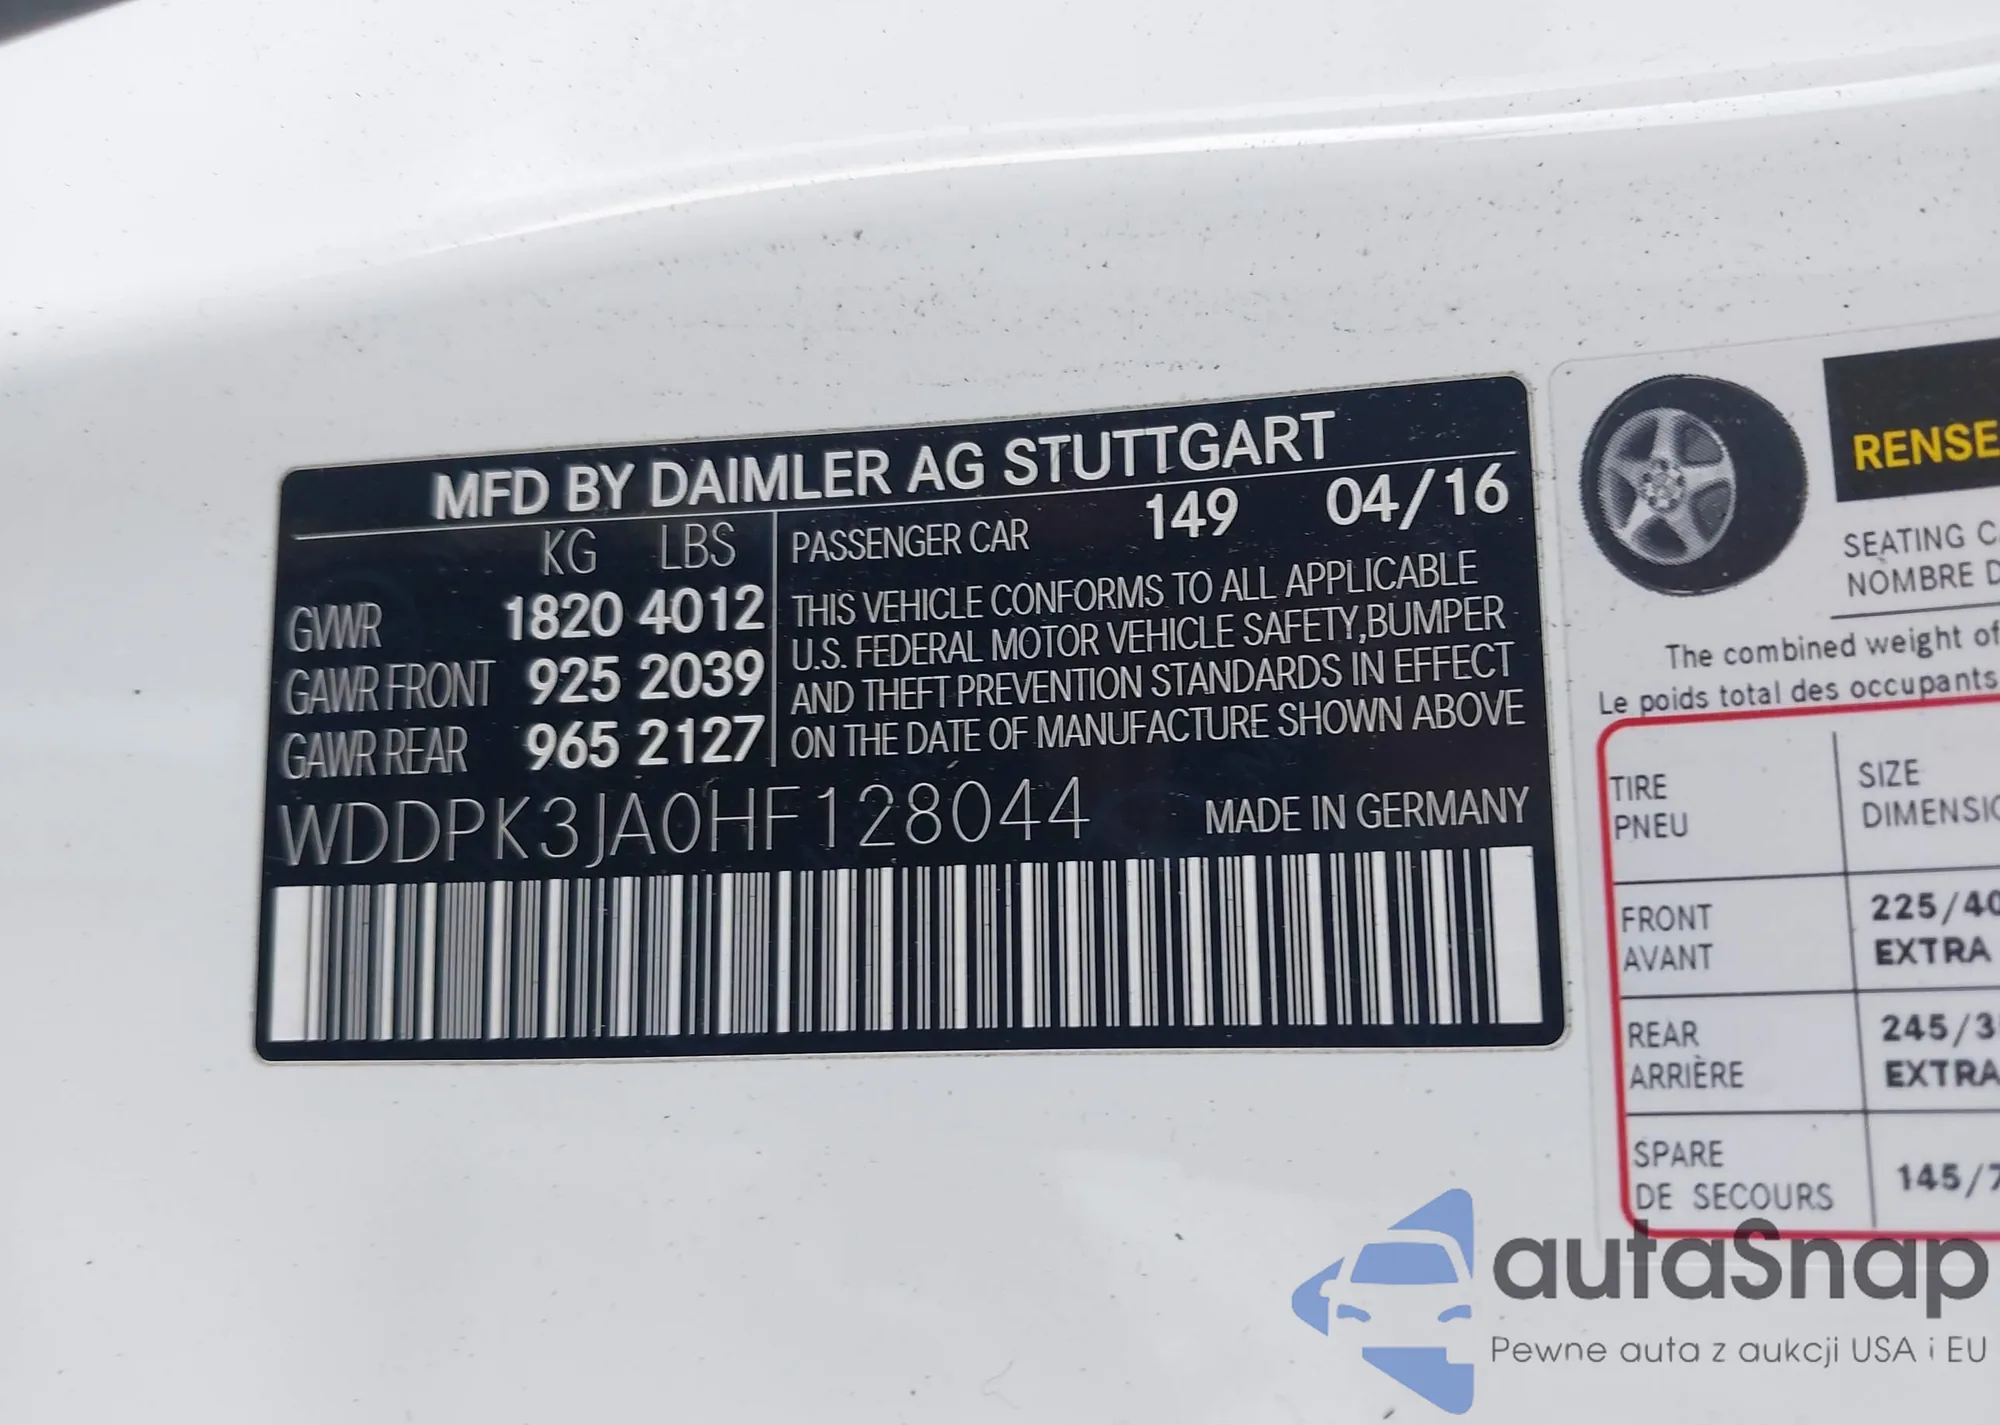 MFD BY DAIMLER AG STUTTGART
KG LBS
GVWR 1820 4012
GAWR FRONT 925 2039
GAWR REAR 965 2127
PASSENGER CAR 149 04/16
THIS VEHICLE CONFORMS TO ALL APPLICABLE
U.S. FEDERAL MOTOR VEHICLE SAFETY,BUMPER
AND THEFT PREVENTION STANDARDS IN EFFECT
ON THE DATE OF MANUFACTURE SHOWN ABOVE
WDDPK3JA0HF128044
MADE IN GERMANY
RENSE
SEATING C
NOMBRE D
The combined weight of
Le poids total des occupants
TIRE
PNEU
SIZE
DIMENSIO
FRONT
AVANT
225/40
EXTRA
REAR
ARRIÈRE
245/3
EXTRA
SPARE
DE SECOURS
145/7
autaSnap
Pewne auta z aukcji USA i EU